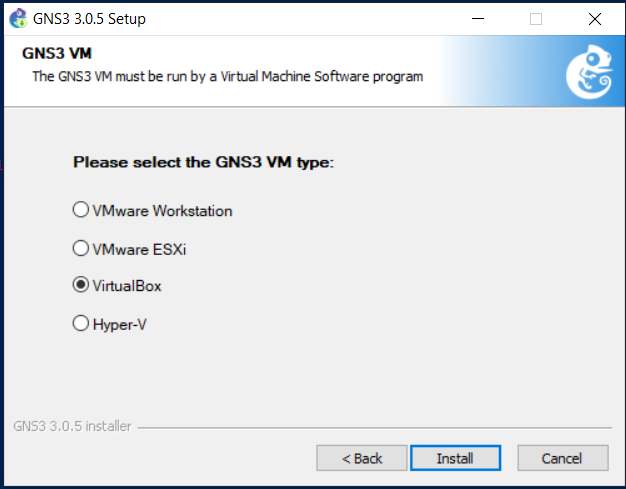 GNS3 3.0.5 Setup
GNS3 VM
The GNS3 VM must be run by a Virtual Machine Software program
Please select the GNS3 VM type:
VMware Workstation
VMware ESXi
VirtualBox
Hyper-V
GNS3 3.0.5 installer
< Back
Install
Cancel